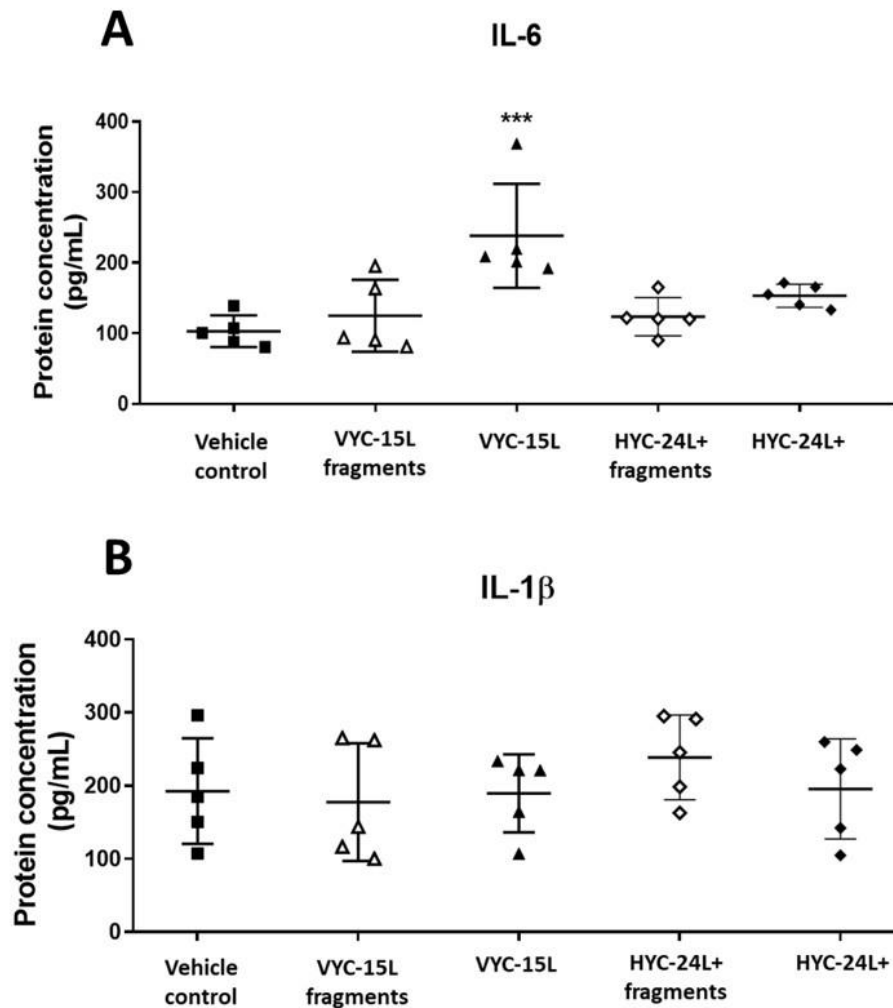 A
IL-6
Protein concentration
(pg/mL)
400
300
200
100
0
***
Vehicle
control
VYC-15L
fragments
VYC-15L
HYC-24L+
fragments
HYC-24L+
B
IL-1β
Protein concentration
(pg/mL)
400
300
200
100
0
Vehicle
control
VYC-15L
fragments
VYC-15L
HYC-24L+
fragments
HYC-24L+